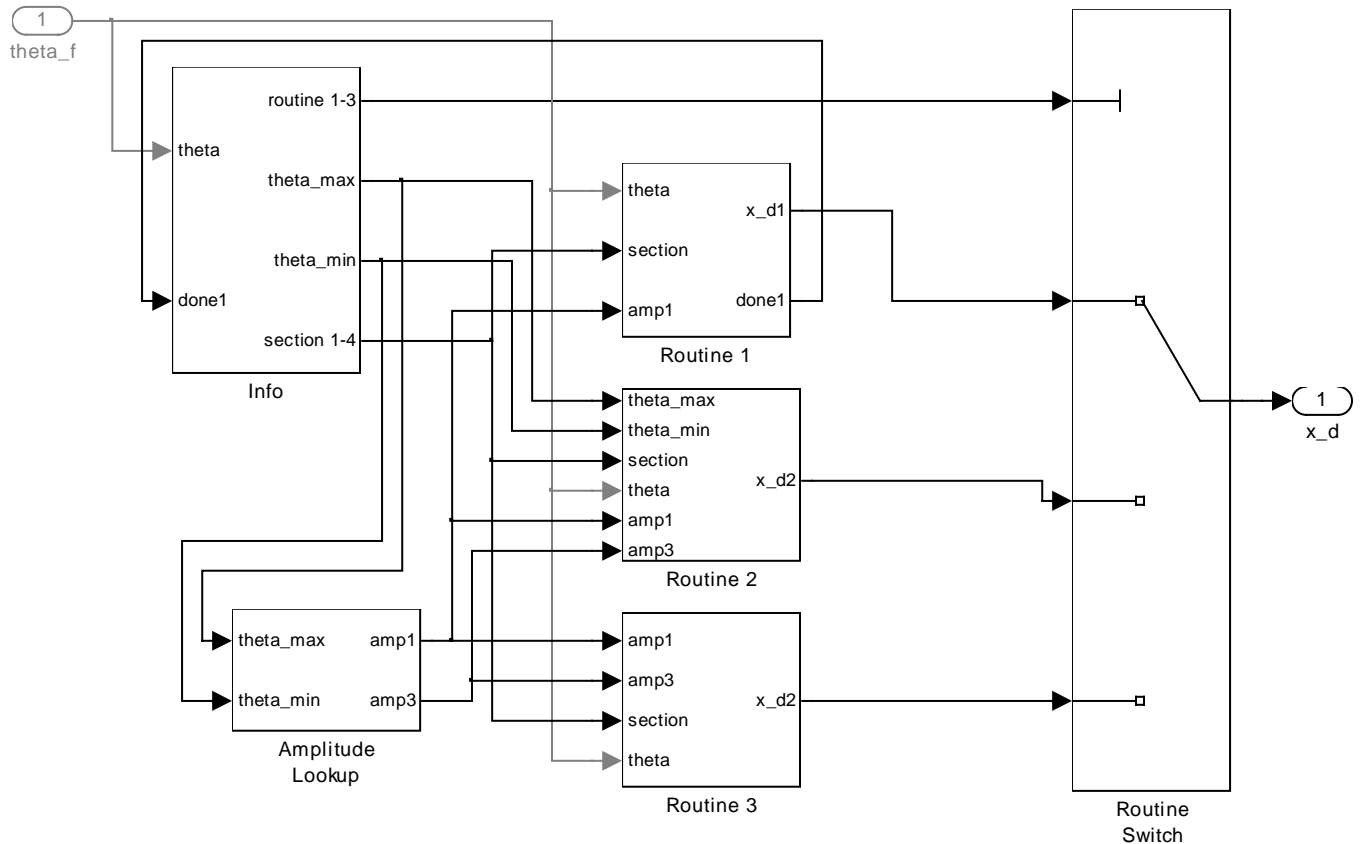 1
theta_f
routine 1-3
theta
theta_max
theta_min
done1
section 1-4
Info
theta
x_d1
section
done1
amp1
Routine 1
theta_max
theta_min
section
x_d2
theta
amp1
amp3
Routine 2
theta_max
amp1
theta_min
amp3
Amplitude
Lookup
amp1
amp3
x_d2
section
theta
Routine 3
Routine
Switch
1
x_d